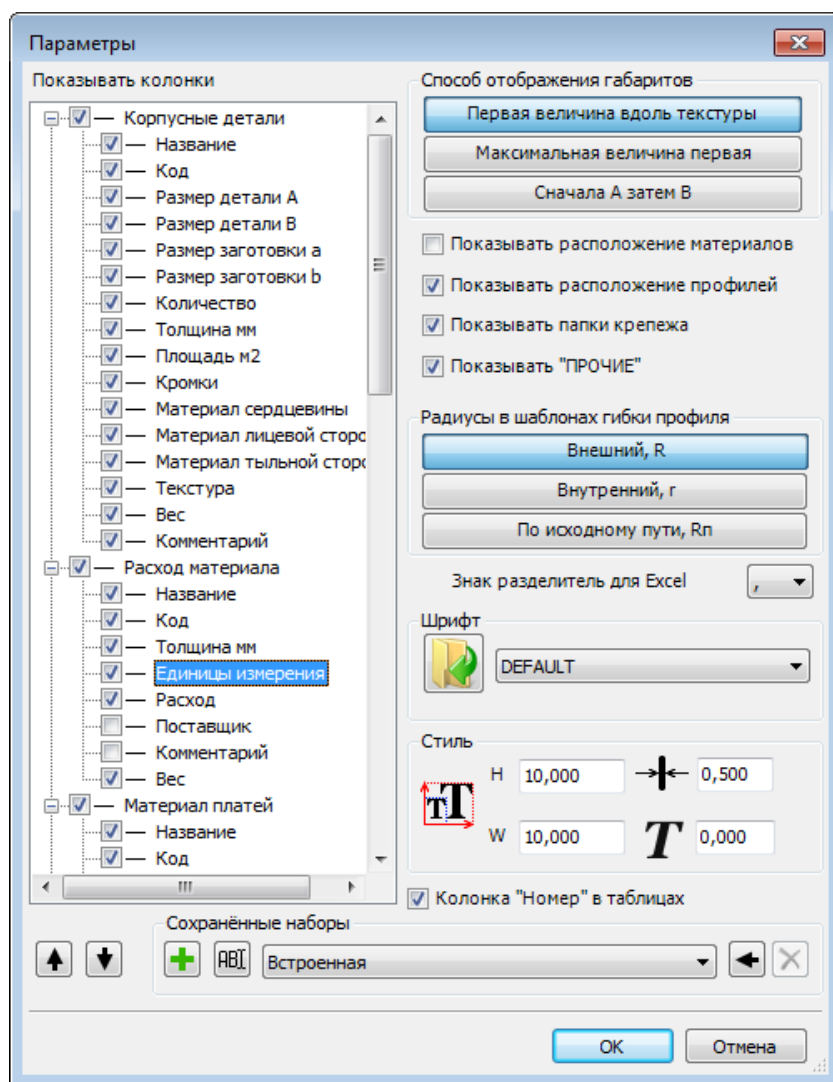 Параметры
Показывать колонки
Корпусные детали
Название
Код
Размер детали A
Размер детали B
Размер заготовки a
Размер заготовки b
Количество
Толщина мм
Площадь м2
Кромки
Материал сердцевины
Материал лицевой сторо
Материал тыльной сторо
Текстура
Вес
Комментарий
Расход материала
Название
Код
Толщина мм
Единицы измерения
Расход
Поставщик
Комментарий
Вес
Материал платей
Название
Код
Способ отображения габаритов
Первая величина вдоль текстуры
Максимальная величина первая
Сначала A затем B
Показывать расположение материалов
Показывать расположение профилей
Показывать папки крепежа
Показывать "ПРОЧИЕ"
Радиусы в шаблонах гибки профиля
Внешний, R
Внутренний, r
По исходному пути, Rп
Знак разделитель для Excel ,
Шрифт
DEFAULT
Стиль
H 10,000 0,500
W 10,000 T 0,000
TT
Колонка "Номер" в таблицах
Сохранённые наборы
ABI Встроенная
OK Отмена